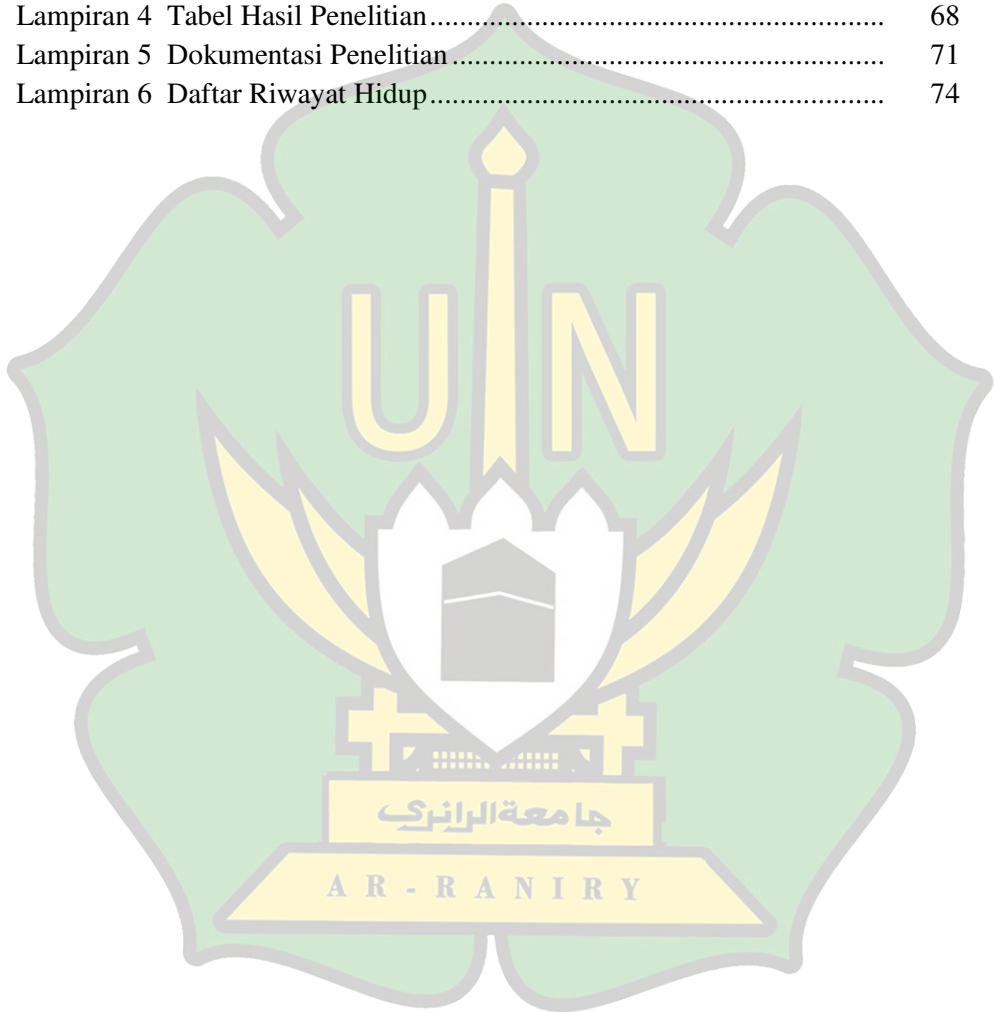 Lampiran 4 Tabel Hasil Penelitian.............................................................. 68
Lampiran 5 Dokumentasi Penelitian........................................................... 71
Lampiran 6 Daftar Riwayat Hidup.............................................................. 74
U N
جامعة الرانري
AR-RANIRY